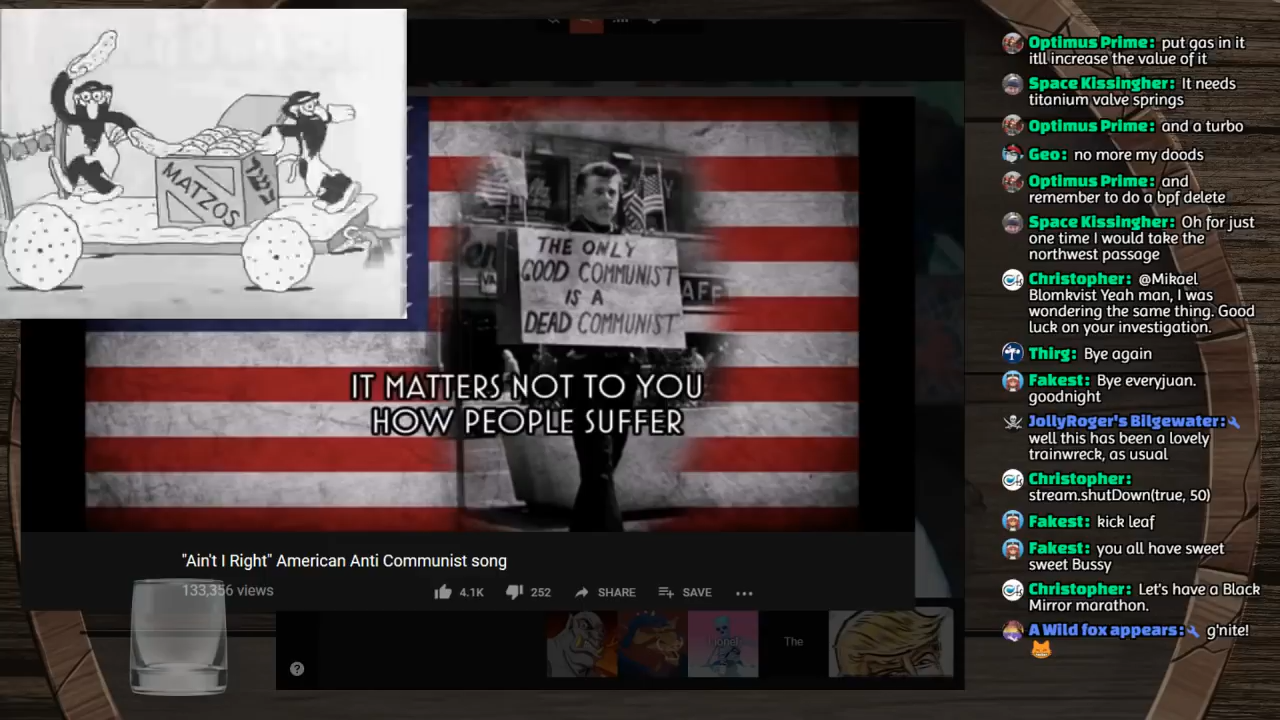 MATZOS
THE ONLY
GOOD COMMUNIST
IS A
DEAD COMMUNIST
IT MATTERS NOT TO YOU
HOW PEOPLE SUFFER
"Ain't I Right" American Anti Communist song
133,356 views
4.1K
252
SHARE
SAVE
The
Optimus Prime: put gas in it
itll increase the value of it
Space Kissingher: It needs
titanium valve springs
Optimus Prime: and a turbo
Geo: no more my doods
Optimus Prime: and
remember to do a bpf delete
Space Kissingher: Oh for just
one time I would take the
northwest passage
Christopher: @Mikael
Blomkvist Yeah man, I was
wondering the same thing. Good
luck on your investigation.
Thirg: Bye again
Fakest: Bye everyjuan.
goodnight
JollyRoger's Bilgewater:
well this has been a lovely
trainwreck, as usual
Christopher:
stream.shutDown(true, 50)
Fakest: kick leaf
Fakest: you all have sweet
sweet Bussy
Christopher: Let's have a Black
Mirror marathon.
A Wild fox appears: g'nite!